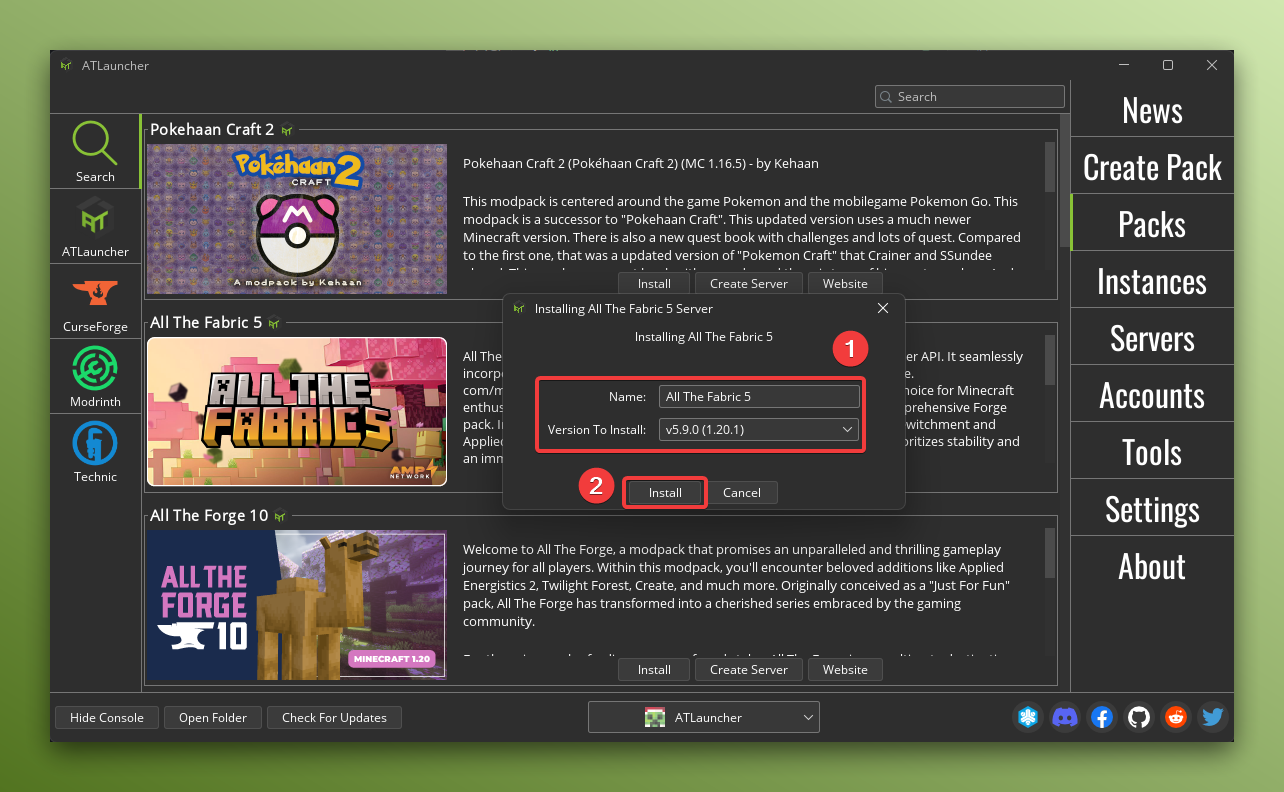 ATLauncher
Search
News
Create Pack
Packs
Instances
Servers
Accounts
Tools
Settings
About
Search
ATLauncher
CurseForge
Modrinth
Technic
Pokehaan Craft 2
Pokéhaan 2
CRAFT
M
A modpack by Kehaan
Pokehaan Craft 2 (Pokéhaan Craft 2) (MC 1.16.5) - by Kehaan
This modpack is centered around the game Pokemon and the mobilegame Pokemon Go. This
modpack is a successor to "Pokehaan Craft". This updated version uses a much newer
Minecraft version. There is also a new quest book with challenges and lots of quest. Compared
to the first one, that was a updated version of "Pokemon Craft" that Crainer and SSundee
Install
Create Server
Website
All The Fabric 5
ALL THE
FABRICS
AMP
NETWORK
All The
er API. It seamlessly
incorp
e.
com/m
hoice for Minecraft
enthus
prehensive Forge
pack. I
witchment and
Applied
oritizes stability and
an imm
Installing All The Fabric 5 Server
Installing All The Fabric 5
1
Name:
All The Fabric 5
Version To Install:
v5.9.0 (1.20.1)
2
Install
Cancel
All The Forge 10
ALL THE
FORGE
10
MINECRAFT 1.20
Welcome to All The Forge, a modpack that promises an unparalleled and thrilling gameplay
journey for all players. Within this modpack, you'll encounter beloved additions like Applied
Energistics 2, Twilight Forest, Create, and much more. Originally conceived as a "Just For Fun"
pack, All The Forge has transformed into a cherished series embraced by the gaming
community.
Install
Create Server
Website
Hide Console
Open Folder
Check For Updates
ATLauncher